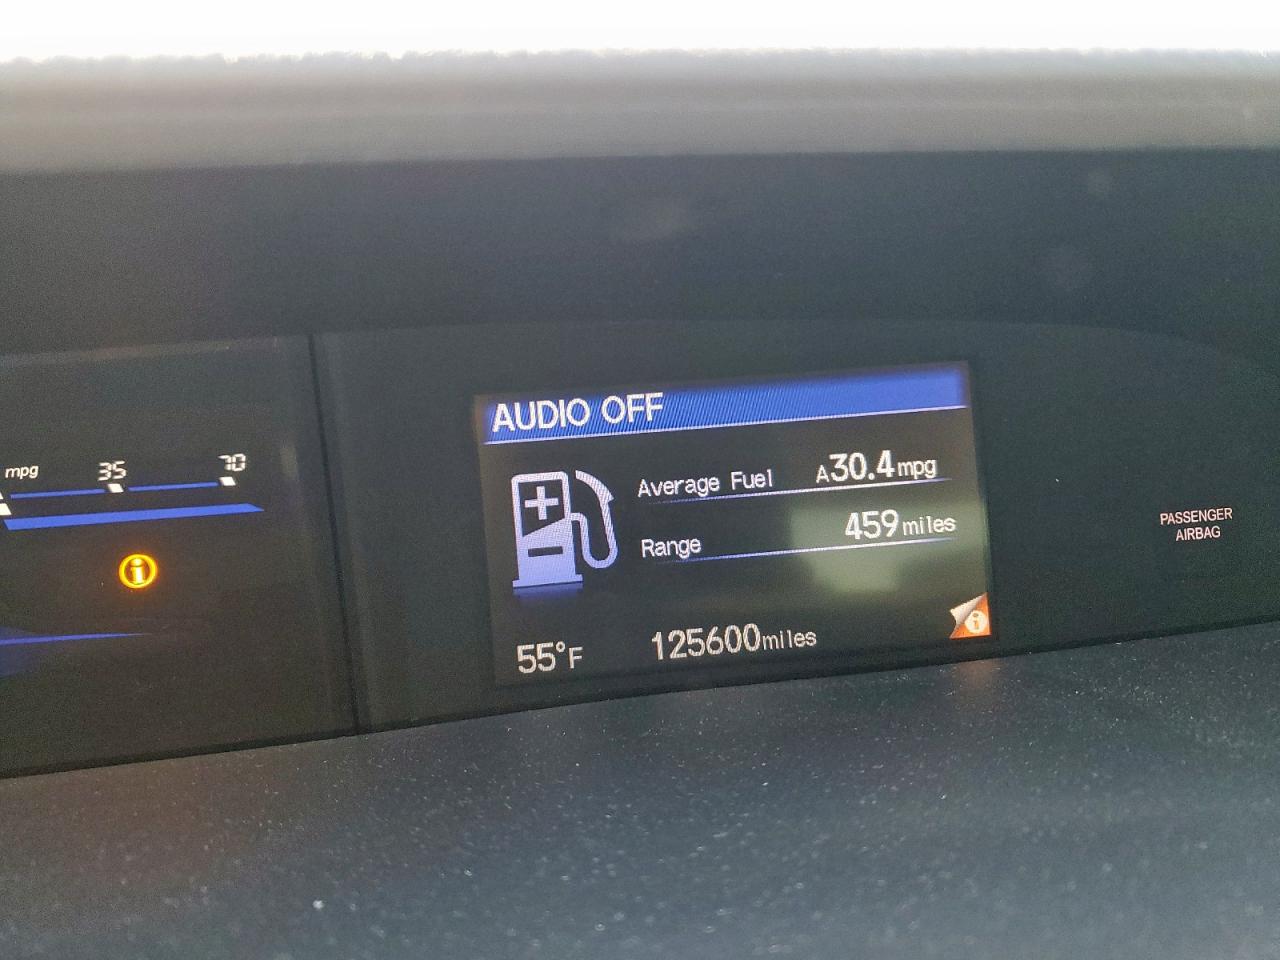 mpg 35 70
AUDIO OFF
Average Fuel A30.4mpg
Range 459miles
55°F 125600miles
PASSENGER
AIRBAG